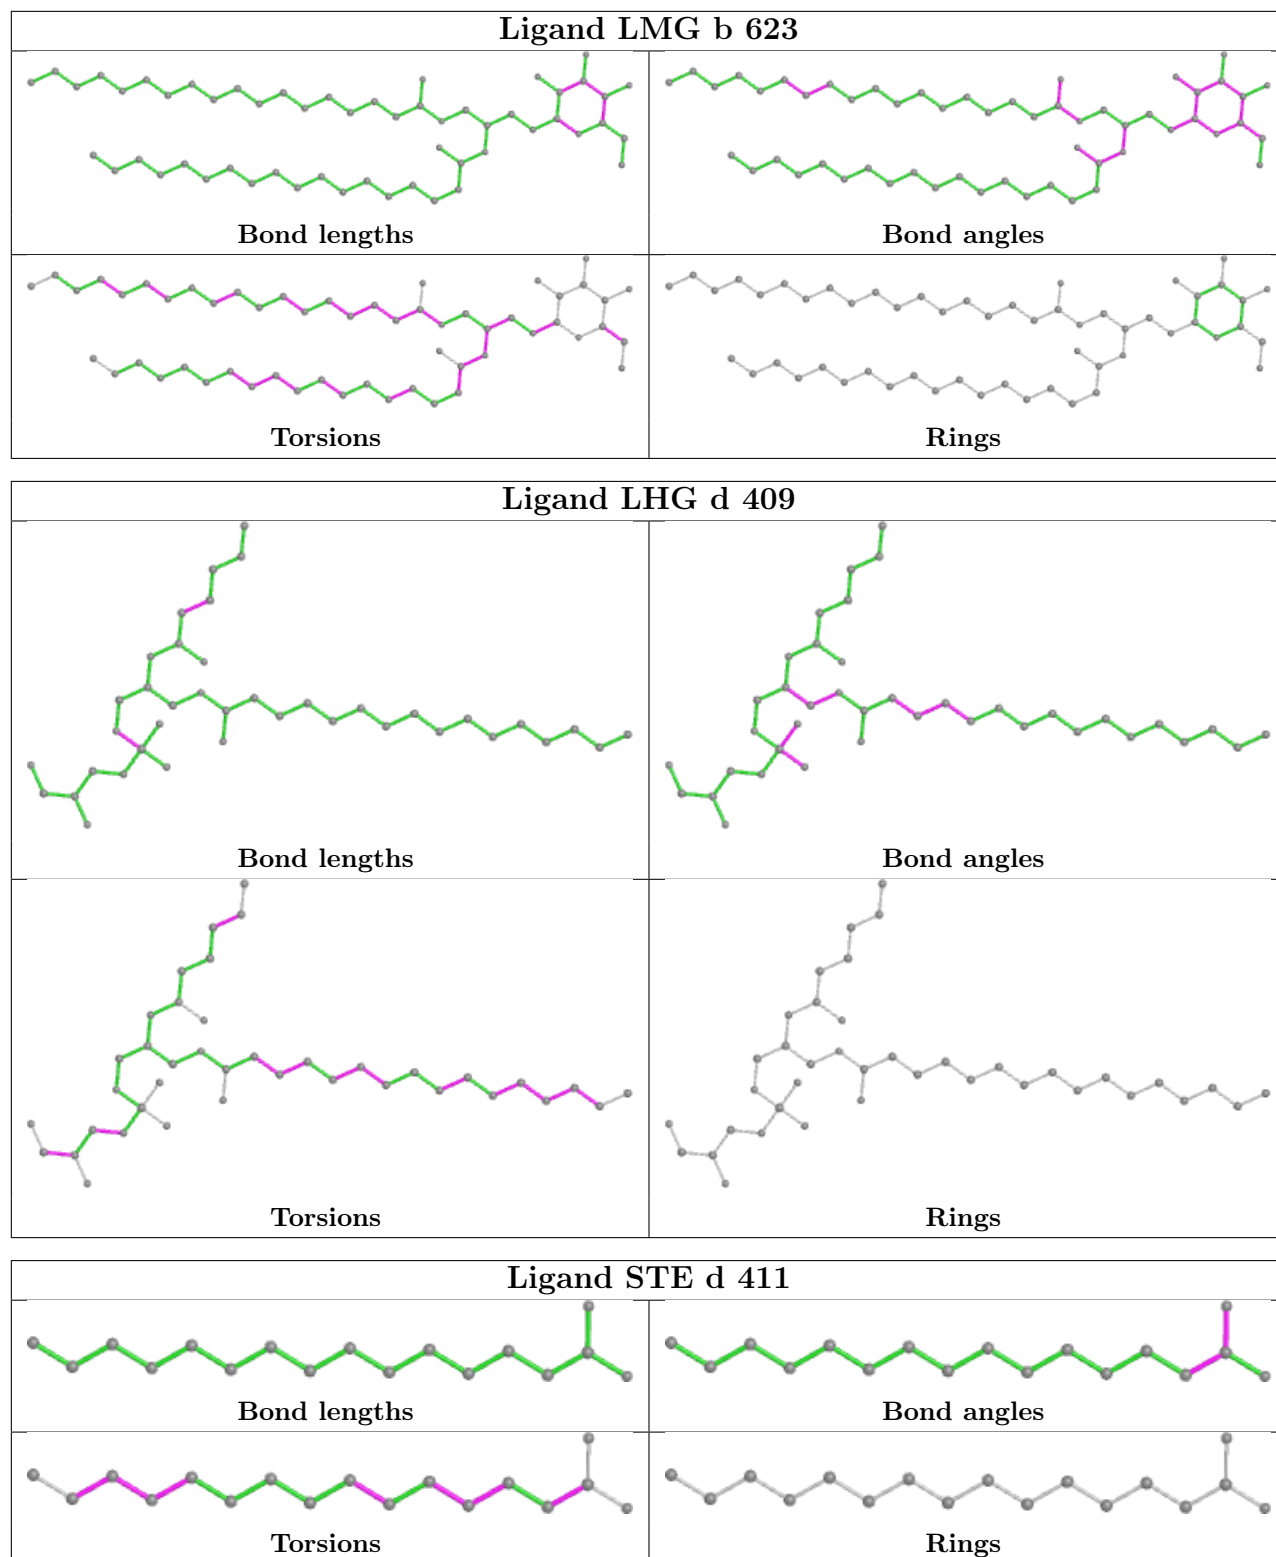 Ligand LMG b 623
Bond lengths
Bond angles
Torsions
Rings
Ligand LHG d 409
Bond lengths
Bond angles
Torsions
Rings
Ligand STE d 411
Bond lengths
Bond angles
Torsions
Rings